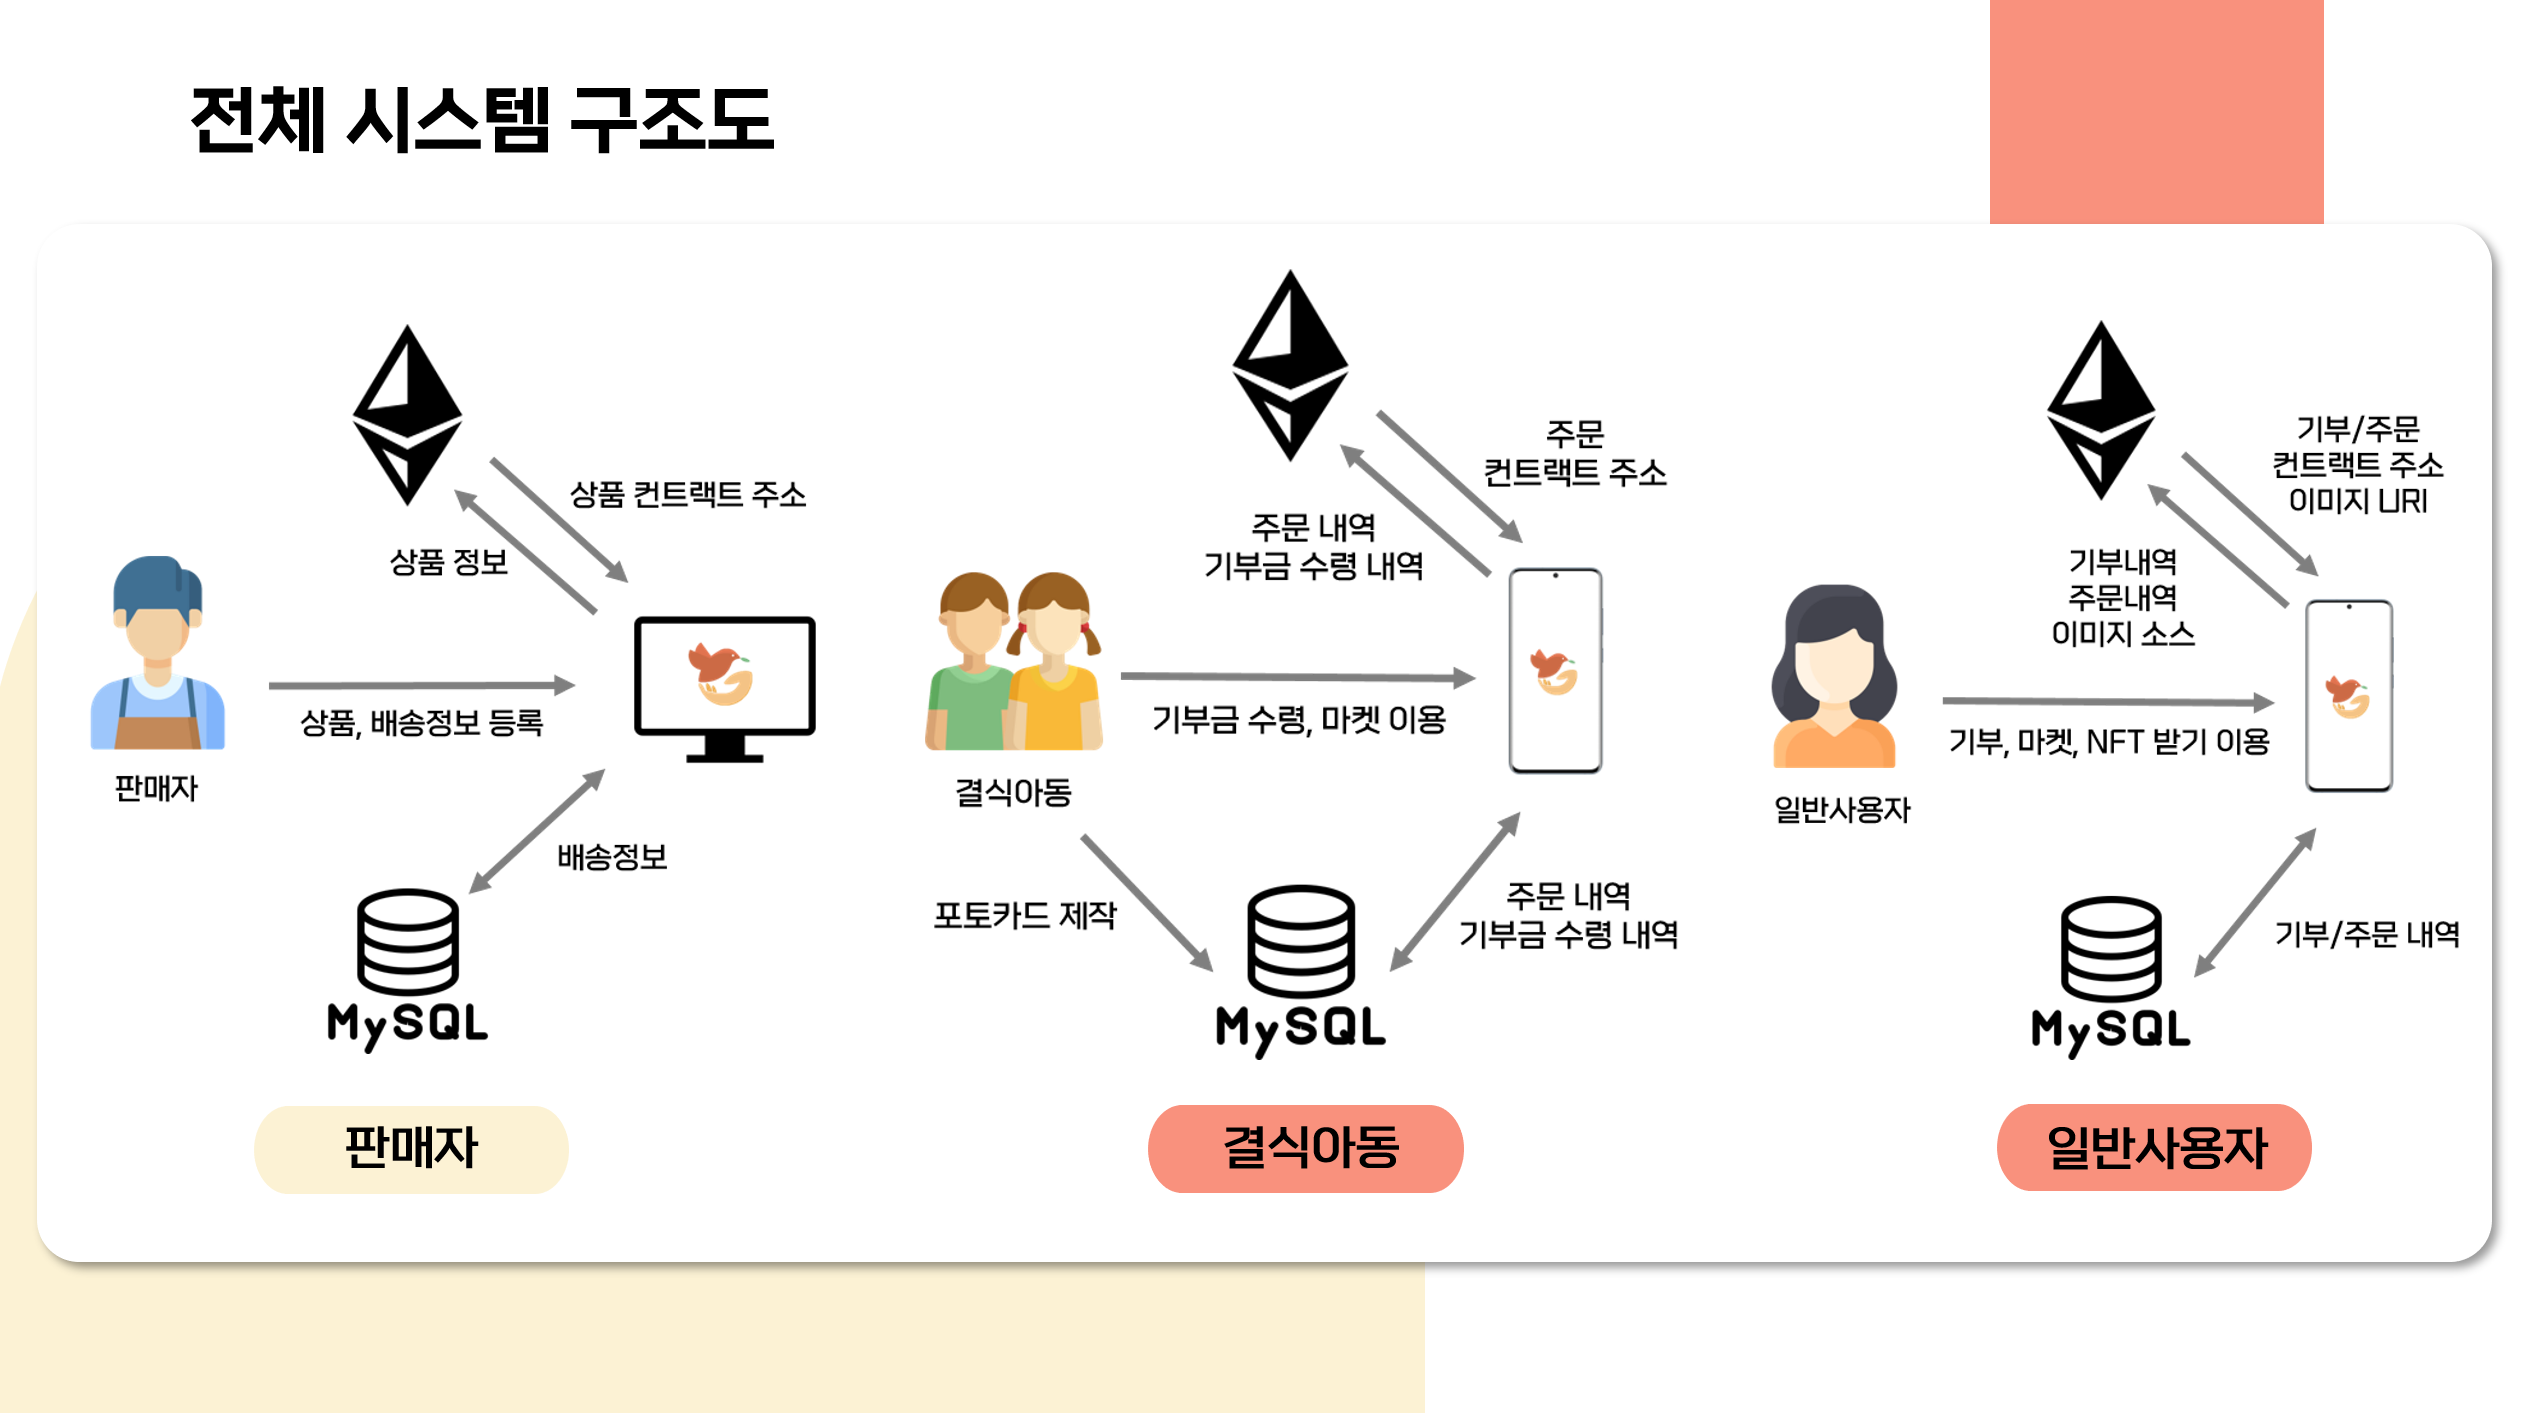 전체 시스템 구조도
상품 컨트랙트 주소
상품 정보
상품, 배송정보 등록
판매자
배송정보
MySQL
판매자
주문
컨트랙트 주소
주문 내역
기부금 수령 내역
기부금 수령, 마켓 이용
결식아동
포토카드 제작
주문 내역
기부금 수령 내역
MySQL
결식아동
기부/주문
컨트랙트 주소
이미지 URI
기부내역
주문내역
이미지 소스
기부, 마켓, NFT 받기 이용
일반사용자
기부/주문 내역
MySQL
일반사용자